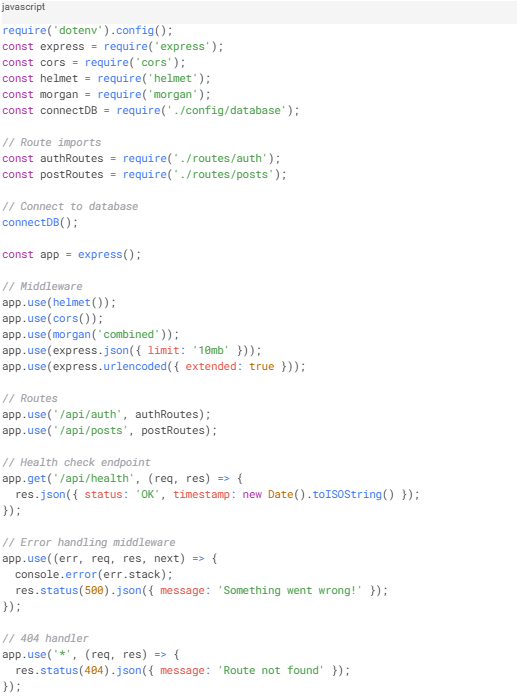 javascript
require('dotenv').config();
const express = require('express');
const cors = require('cors');
const helmet = require('helmet');
const morgan = require('morgan');
const connectDB = require('./config/database');

// Route imports
const authRoutes = require('./routes/auth');
const postRoutes = require('./routes/posts');

// Connect to database
connectDB();

const app = express();

// Middleware
app.use(helmet());
app.use(cors());
app.use(morgan('combined'));
app.use(express.json({ limit: '10mb' }));
app.use(express.urlencoded({ extended: true }));

// Routes
app.use('/api/auth', authRoutes);
app.use('/api/posts', postRoutes);

// Health check endpoint
app.get('/api/health', (req, res) => {
  res.json({ status: 'OK', timestamp: new Date().toISOString() });
});

// Error handling middleware
app.use((err, req, res, next) => {
  console.error(err.stack);
  res.status(500).json({ message: 'Something went wrong!' });
});

// 404 handler
app.use('*', (req, res) => {
  res.status(404).json({ message: 'Route not found' });
});